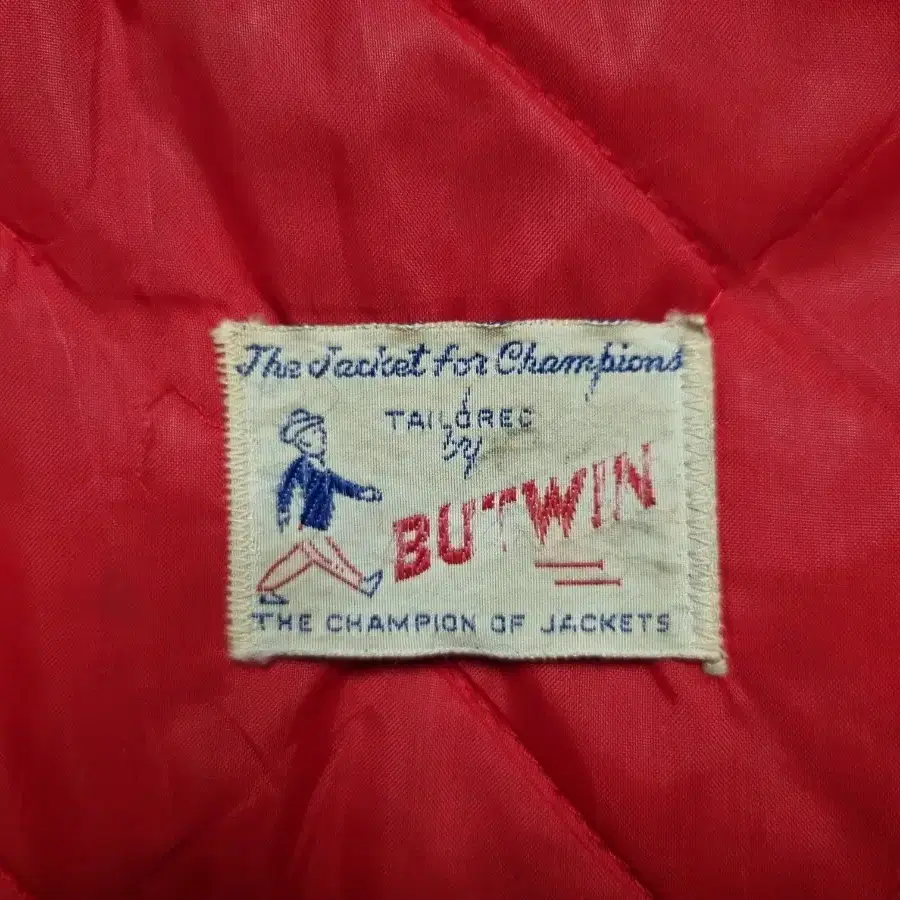 The Jacket for Champions
TAILORED
by
BUTWIN
THE CHAMPION OF JACKETS